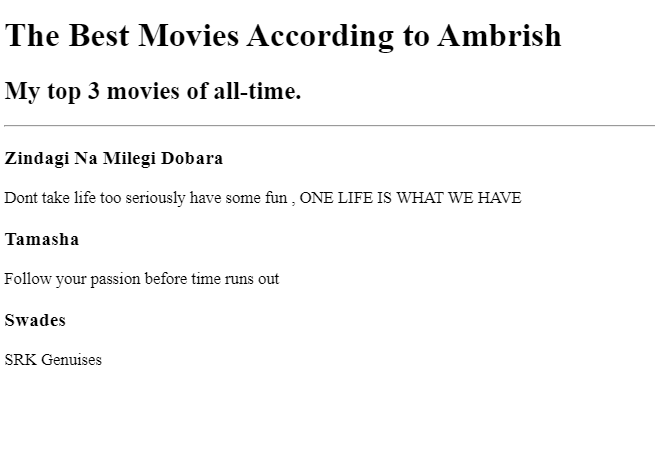 The Best Movies According to Ambrish
My top 3 movies of all-time.
Zindagi Na Milegi Dobara
Dont take life too seriously have some fun , ONE LIFE IS WHAT WE HAVE
Tamasha
Follow your passion before time runs out
Swades
SRK Genuises